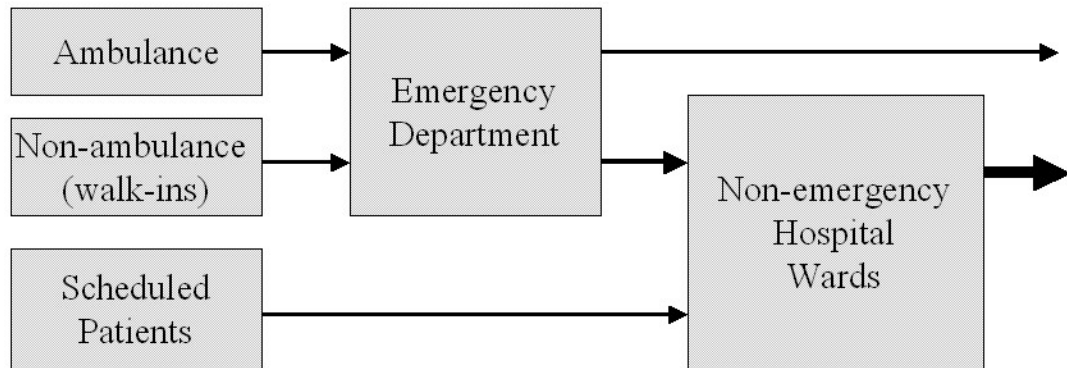 Ambulance
Non-ambulance
(walk-ins)
Scheduled
Patients
Emergency
Department
Non-emergency
Hospital
Wards